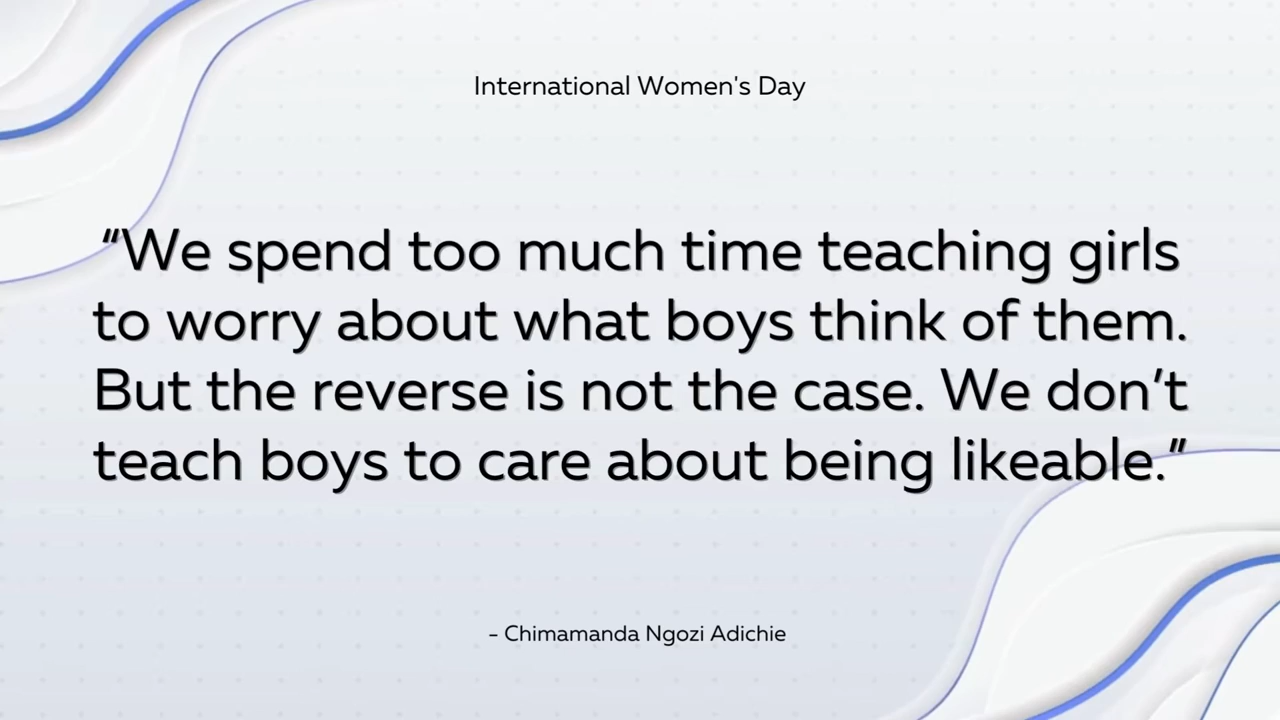 International Women's Day
“We spend too much time teaching girls
to worry about what boys think of them.
But the reverse is not the case. We don’t
teach boys to care about being likeable.”
- Chimamanda Ngozi Adichie